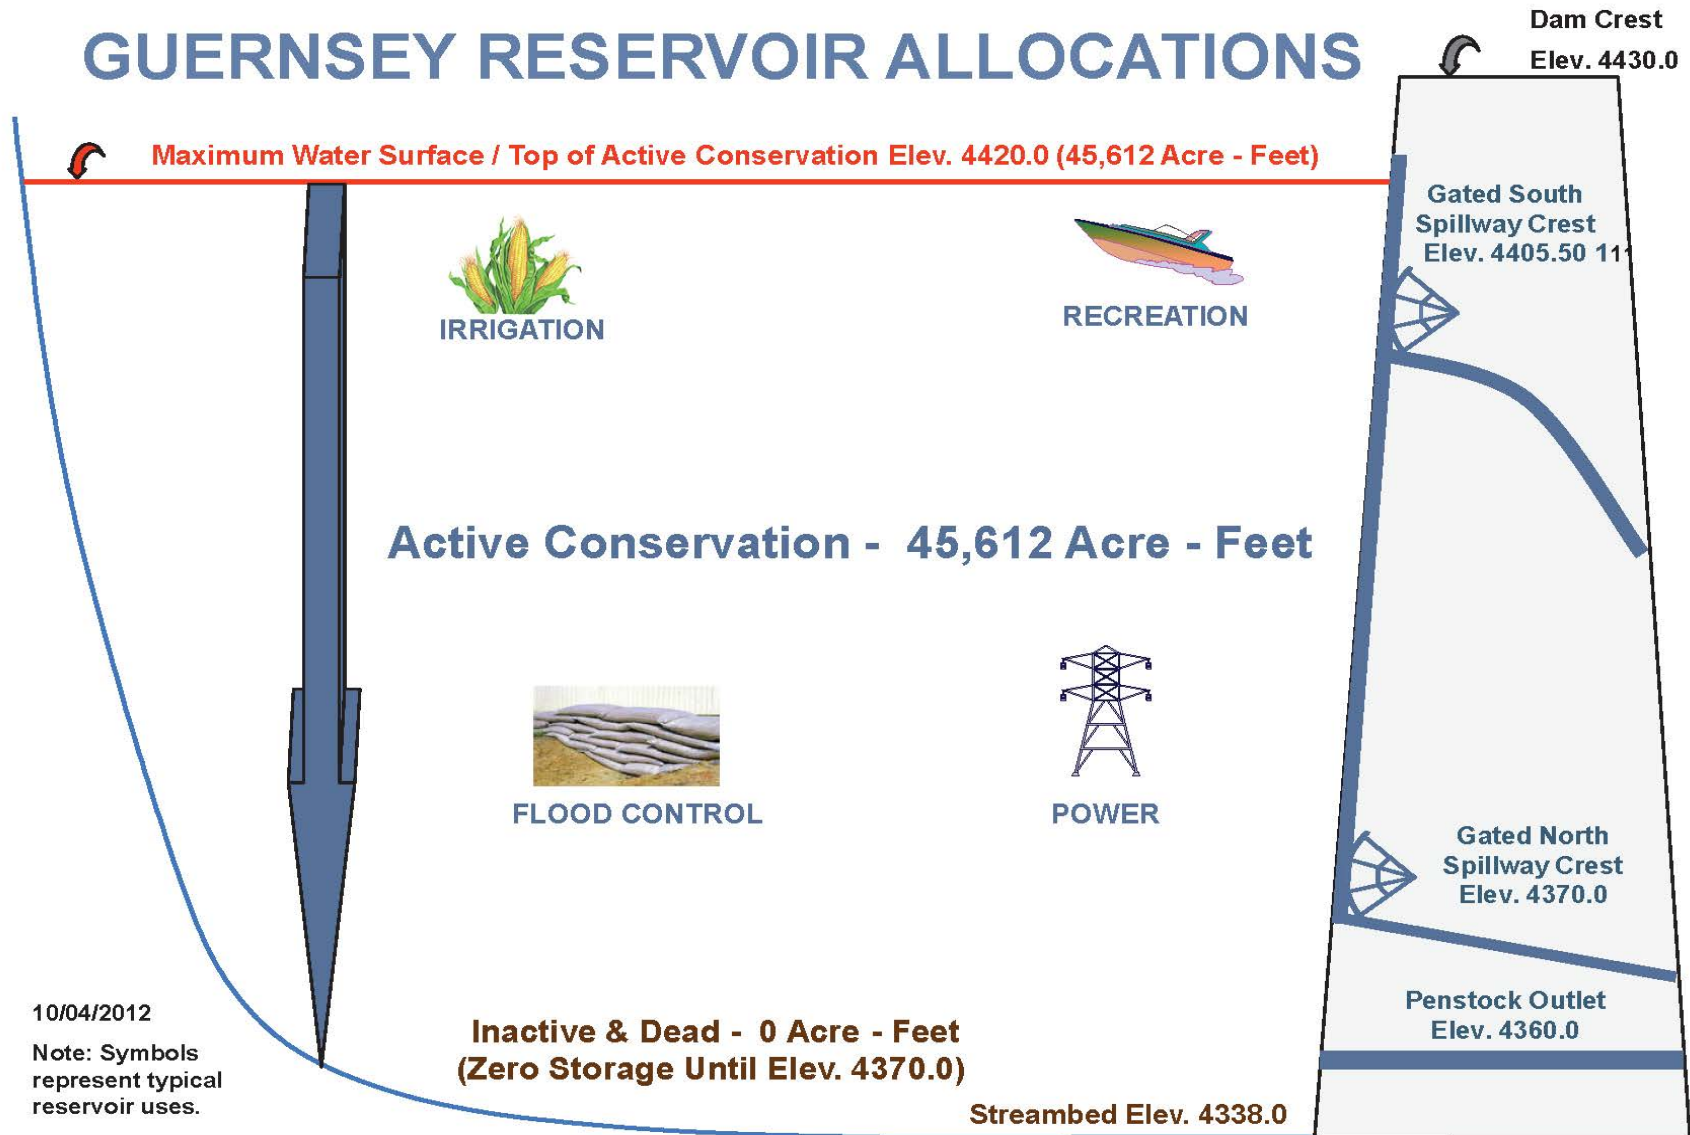 GUERNSEY RESERVOIR ALLOCATIONS
Dam Crest
Elev. 4430.0
Maximum Water Surface / Top of Active Conservation Elev. 4420.0 (45,612 Acre - Feet)
Gated South
Spillway Crest
Elev. 4405.50 111
IRRIGATION
RECREATION
Active Conservation - 45,612 Acre - Feet
FLOOD CONTROL
POWER
Gated North
Spillway Crest
Elev. 4370.0
Penstock Outlet
Elev. 4360.0
10/04/2012
Note: Symbols
represent typical
reservoir uses.
Inactive & Dead - 0 Acre - Feet
(Zero Storage Until Elev. 4370.0)
Streambed Elev. 4338.0